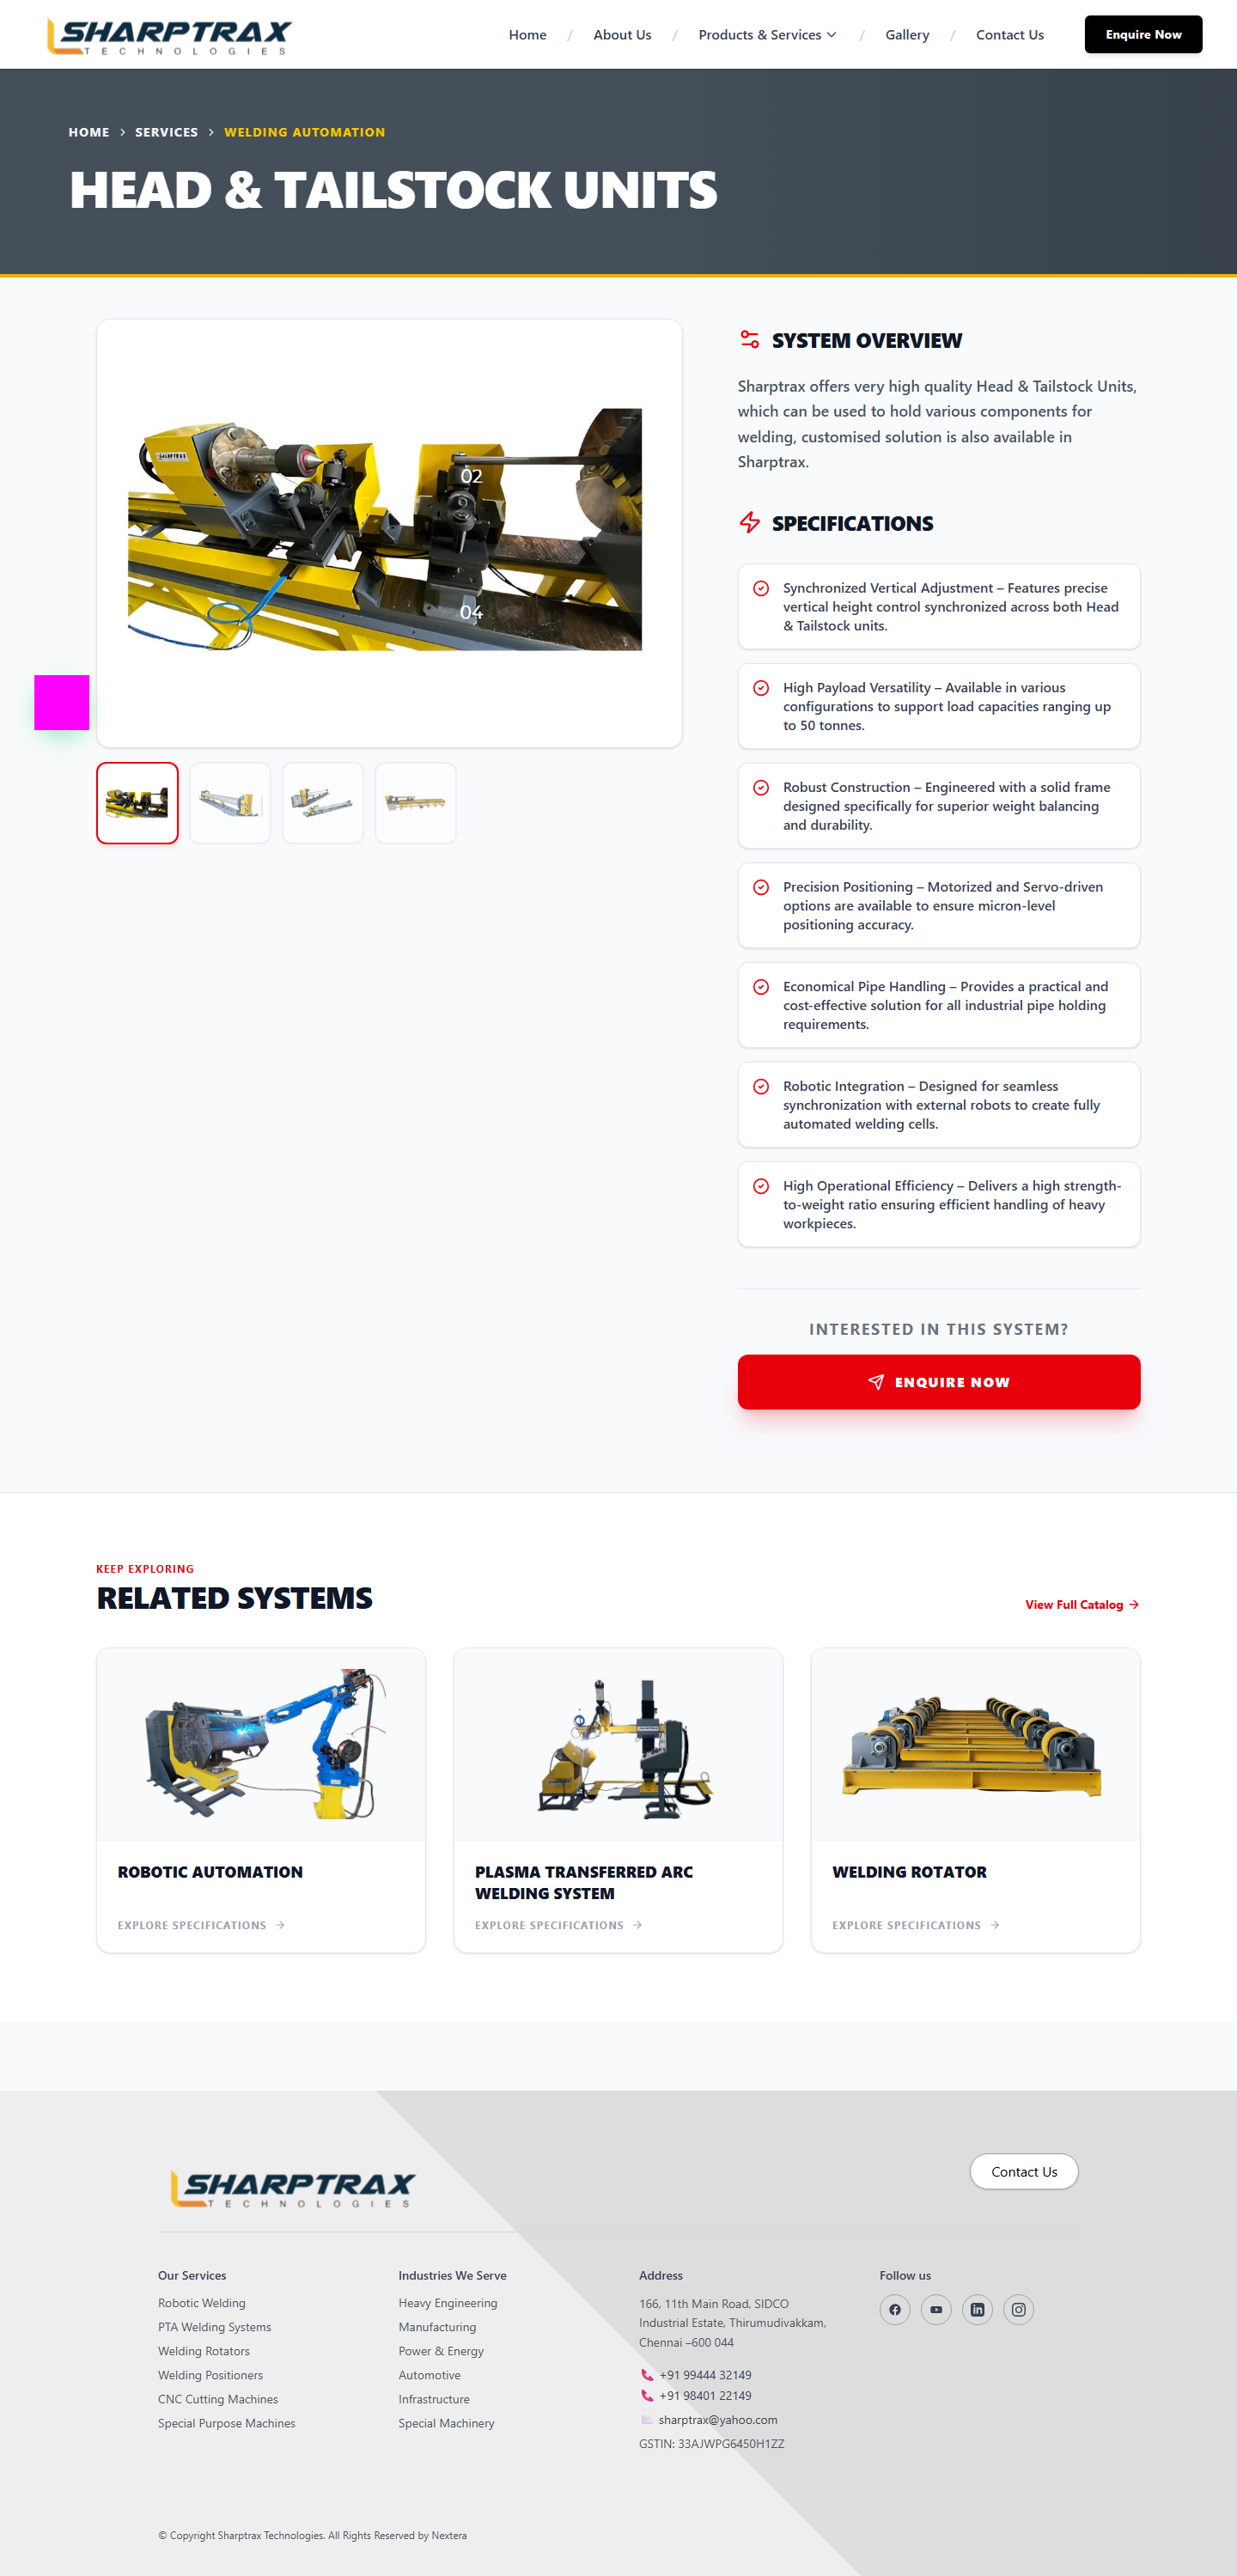 SHARPTRAX
TECHNOLOGIES
Home / About Us / Products & Services / Gallery / Contact Us
Enquire Now
HOME > SERVICES > WELDING AUTOMATION
HEAD & TAILSTOCK UNITS
SHARPTRAX
02
04
SYSTEM OVERVIEW
Sharptrax offers very high quality Head & Tailstock Units,
which can be used to hold various components for
welding, customised solution is also available in
Sharptrax.
SPECIFICATIONS
Synchronized Vertical Adjustment – Features precise
vertical height control synchronized across both Head
& Tailstock units.
High Payload Versatility – Available in various
configurations to support load capacities ranging up
to 50 tonnes.
Robust Construction – Engineered with a solid frame
designed specifically for superior weight balancing
and durability.
Precision Positioning – Motorized and Servo-driven
options are available to ensure micron-level
positioning accuracy.
Economical Pipe Handling – Provides a practical and
cost-effective solution for all industrial pipe holding
requirements.
Robotic Integration – Designed for seamless
synchronization with external robots to create fully
automated welding cells.
High Operational Efficiency – Delivers a high strength-
to-weight ratio ensuring efficient handling of heavy
workpieces.
INTERESTED IN THIS SYSTEM?
ENQUIRE NOW
KEEP EXPLORING
RELATED SYSTEMS
View Full Catalog
ROBOTIC AUTOMATION
EXPLORE SPECIFICATIONS
PLASMA TRANSFERRED ARC
WELDING SYSTEM
EXPLORE SPECIFICATIONS
WELDING ROTATOR
EXPLORE SPECIFICATIONS
SHARPTRAX
TECHNOLOGIES
Contact Us
Our Services
Robotic Welding
PTA Welding Systems
Welding Rotators
Welding Positioners
CNC Cutting Machines
Special Purpose Machines
Industries We Serve
Heavy Engineering
Manufacturing
Power & Energy
Automotive
Infrastructure
Special Machinery
Address
166, 11th Main Road, SIDCO
Industrial Estate, Thirumudivakkam,
Chennai –600 044
+91 99444 32149
+91 98401 22149
sharptrax@yahoo.com
GSTIN: 33AJWPG6450H1ZZ
Follow us
© Copyright Sharptrax Technologies. All Rights Reserved by Nextera